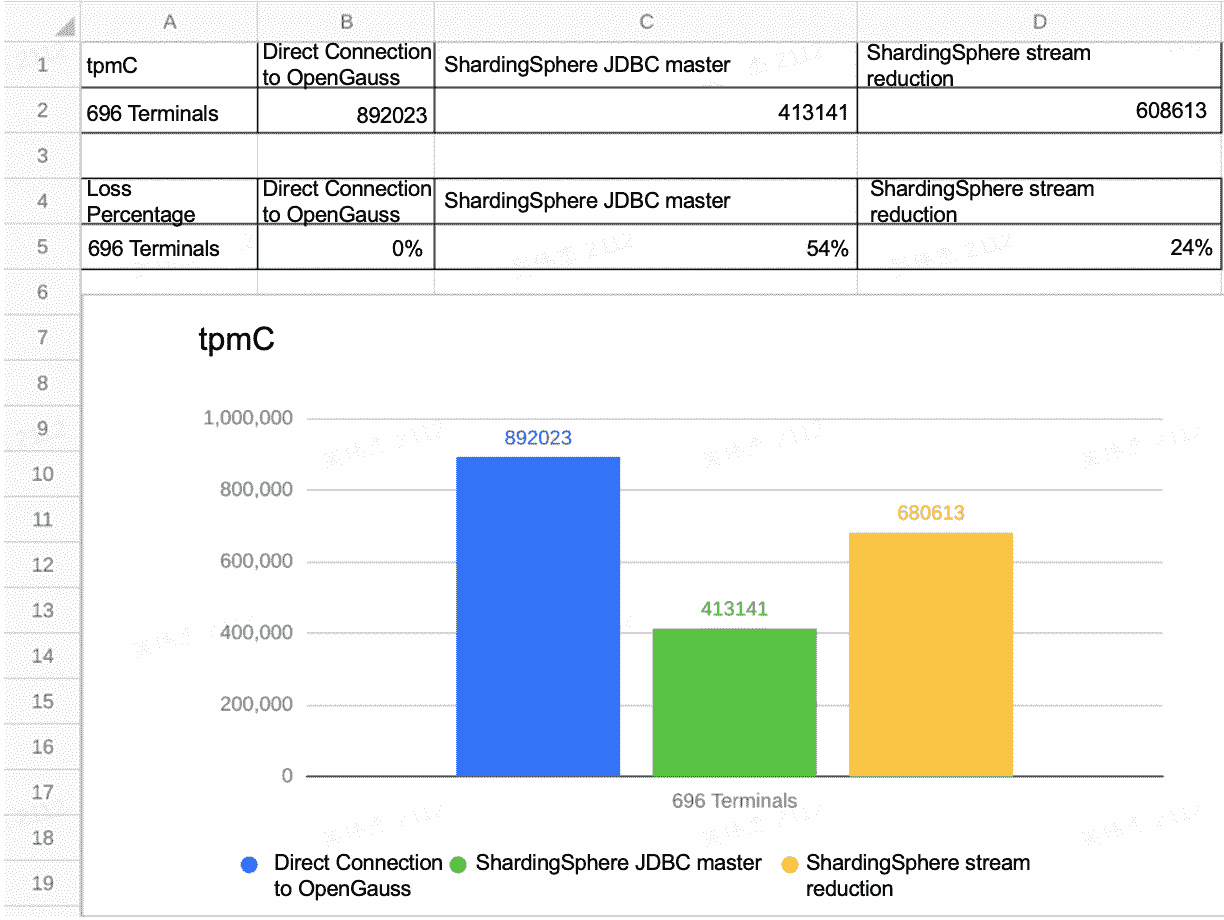 A B C D
1 tpmC Direct Connection to OpenGauss ShardingSphere JDBC master ShardingSphere stream reduction
2 696 Terminals 892023 413141 608613
3
4 Loss Percentage Direct Connection to OpenGauss ShardingSphere JDBC master ShardingSphere stream reduction
5 696 Terminals 0% 54% 24%
6
7
8
9
10
11
12
13
14
15
16
17
18
19
tpmC
1,000,000
892023
800,000
680613
600,000
413141
400,000
200,000
0
696 Terminals
Direct Connection
to OpenGauss
ShardingSphere JDBC master
ShardingSphere stream
reduction